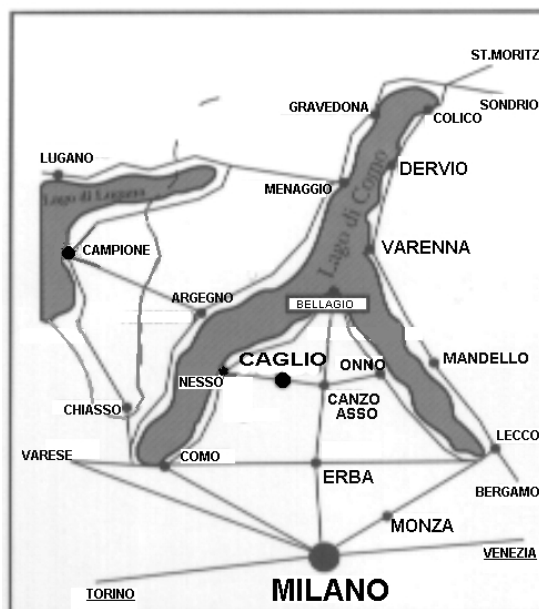 ST.MORITZ
SONDRIO
GRAVEDONA
COLICO
LUGANO
DERVIO
MENAGGIO
Lago di Lugano
Lago di Como
CAMPIONE
VARENNA
ARGEGNO
BELLAGIO
CAGLIO
ONNO
MANDELLO
NESSO
CANZO
ASSO
CHIASSO
LECCO
VARESE
COMO
ERBA
BERGAMO
MONZA
VENEZIA
TORINO
MILANO